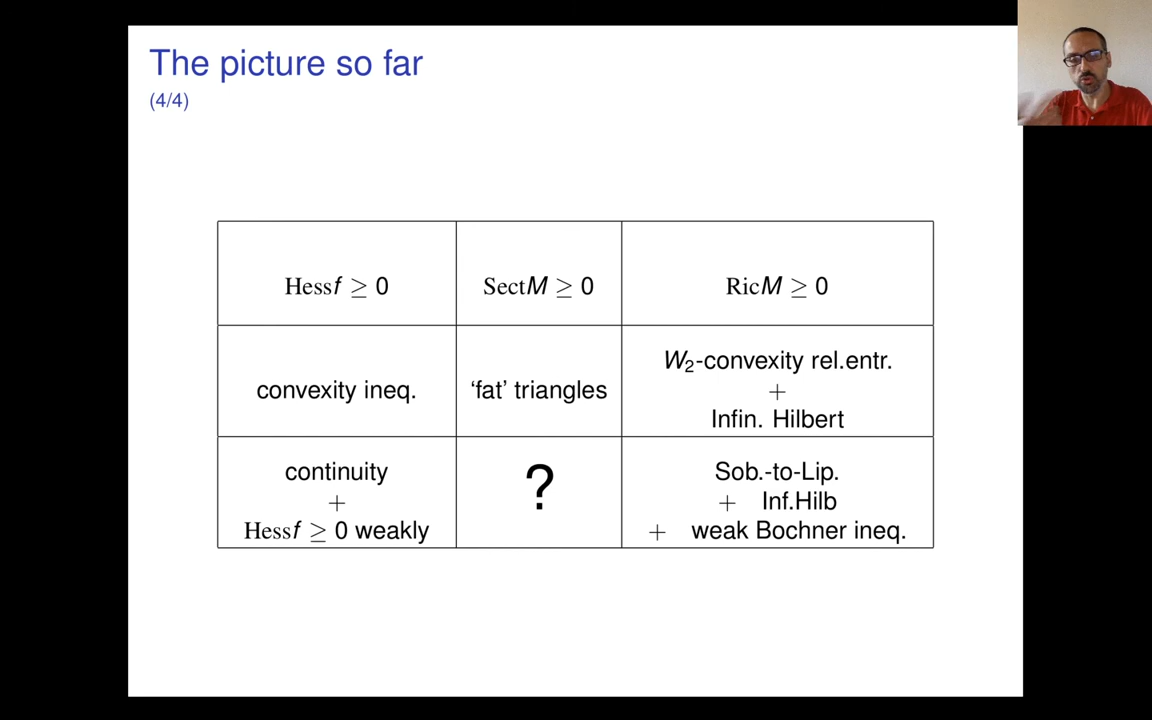 The picture so far
(4/4)
Hessf ≥ 0
SectM ≥ 0
RicM ≥ 0
convexity ineq.
‘fat’ triangles
W₂-convexity rel.entr.
+
Infin. Hilbert
continuity
+
Hessf ≥ 0 weakly
?
Sob.-to-Lip.
+ Inf.Hilb
+ weak Bochner ineq.